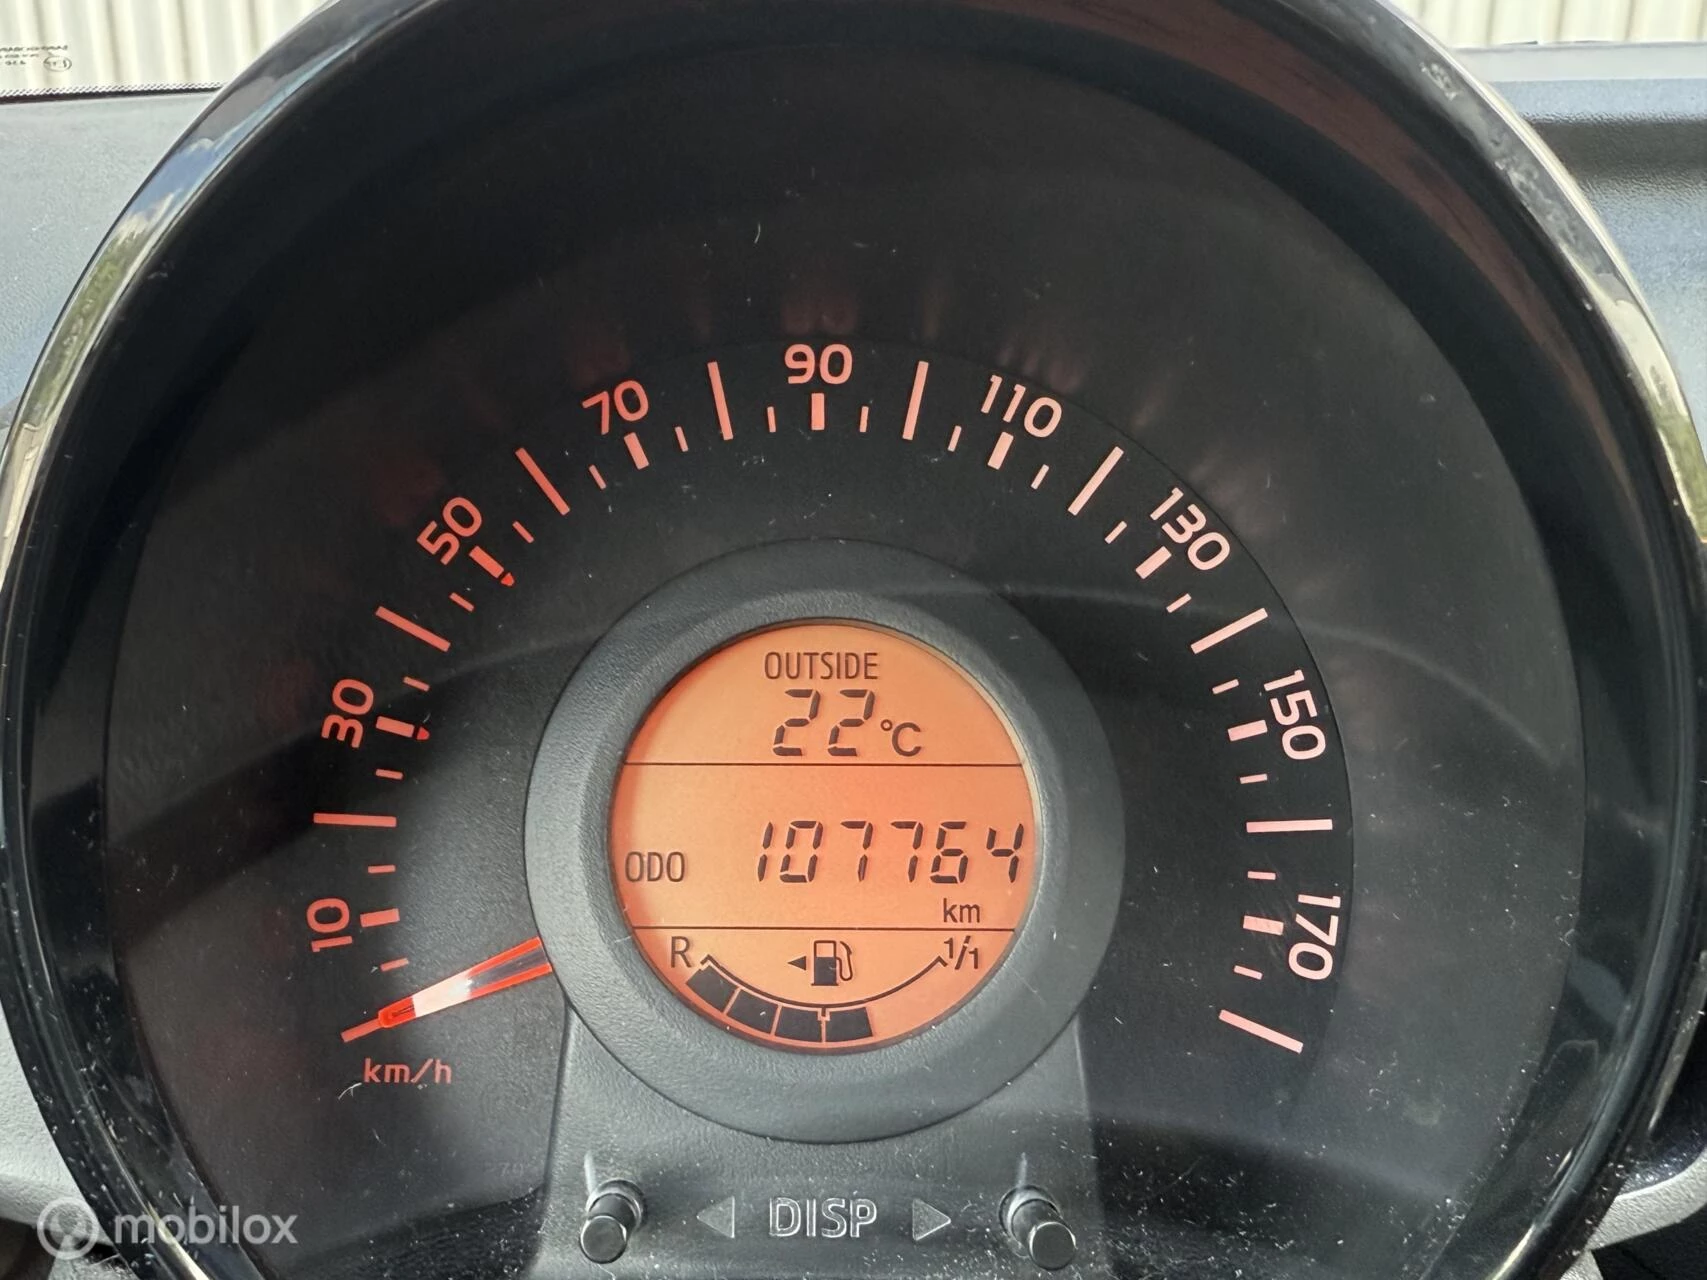 90
70
110
50
130
30
150
10
170
km/h
OUTSIDE
22°C
ODO 107764
km
R 1/1
DISP
mobilox